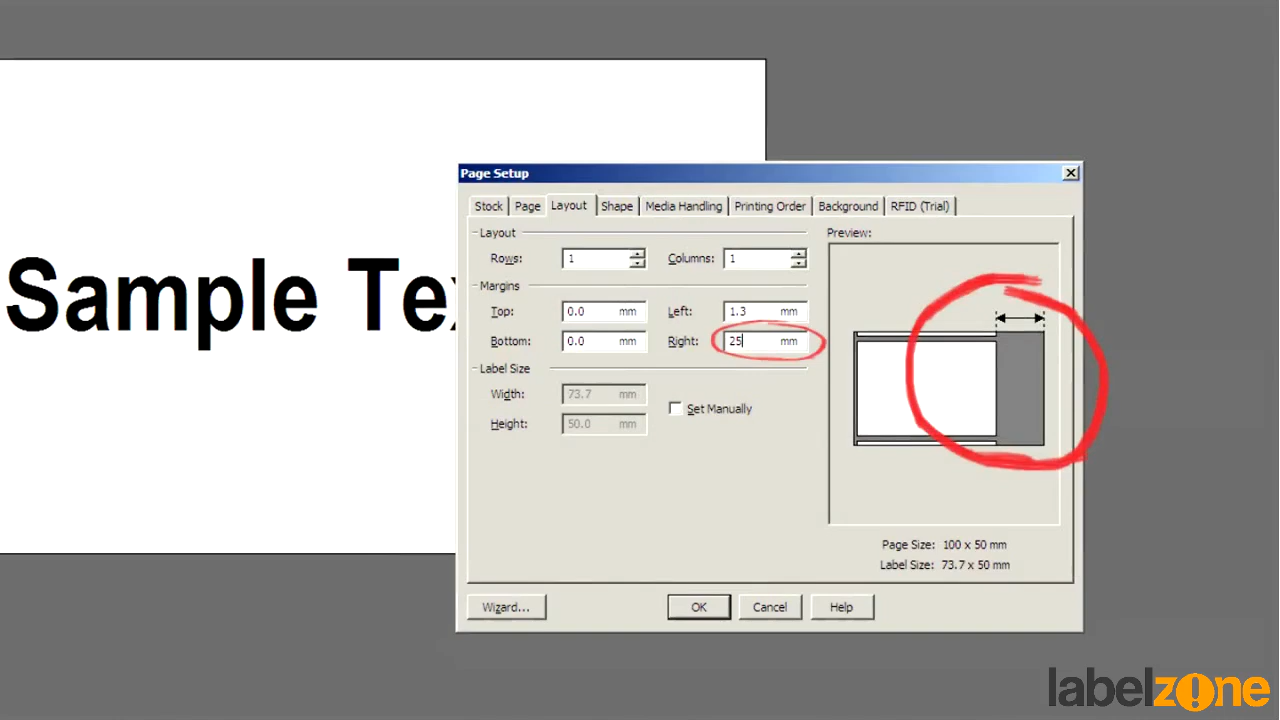 Page Setup
Stock Page Layout Shape Media Handling Printing Order Background RFID (Trial)
Layout
Preview:
Rows: 1 Columns: 1
Margins
Top: 0.0 mm Left: 1.3 mm
Bottom: 0.0 mm Right: 25 mm
Label Size
Width: 73.7 mm
Set Manually
Height: 50.0 mm
Page Size: 100 x 50 mm
Label Size: 73.7 x 50 mm
Wizard... OK Cancel Help
Sample Tex
labelzone